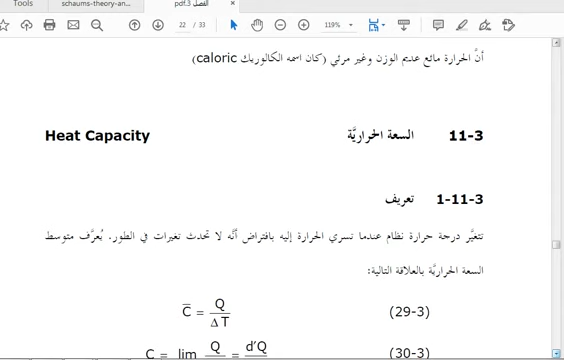 Tools
schaums-theory-an...
الفصل 3.pdf
22 / 33
119%
أنَّ الحرارة مائع عديم الوزن وغير مرئي (كان اسمه الكالوريك caloric)
11-3 السعة الحراريَّة Heat Capacity
1-11-3 تعريف
تتغيَّر درجة حرارة نظام عندما تسري الحرارة إليه بافتراض أنَّه لا تحدث تغيرات في الطور. يُعرَّف متوسط
السعة الحراريَّة بالعلاقة التالية:
C̅ = Q / ΔT (29-3)
C = lim Q = d'Q (30-3)